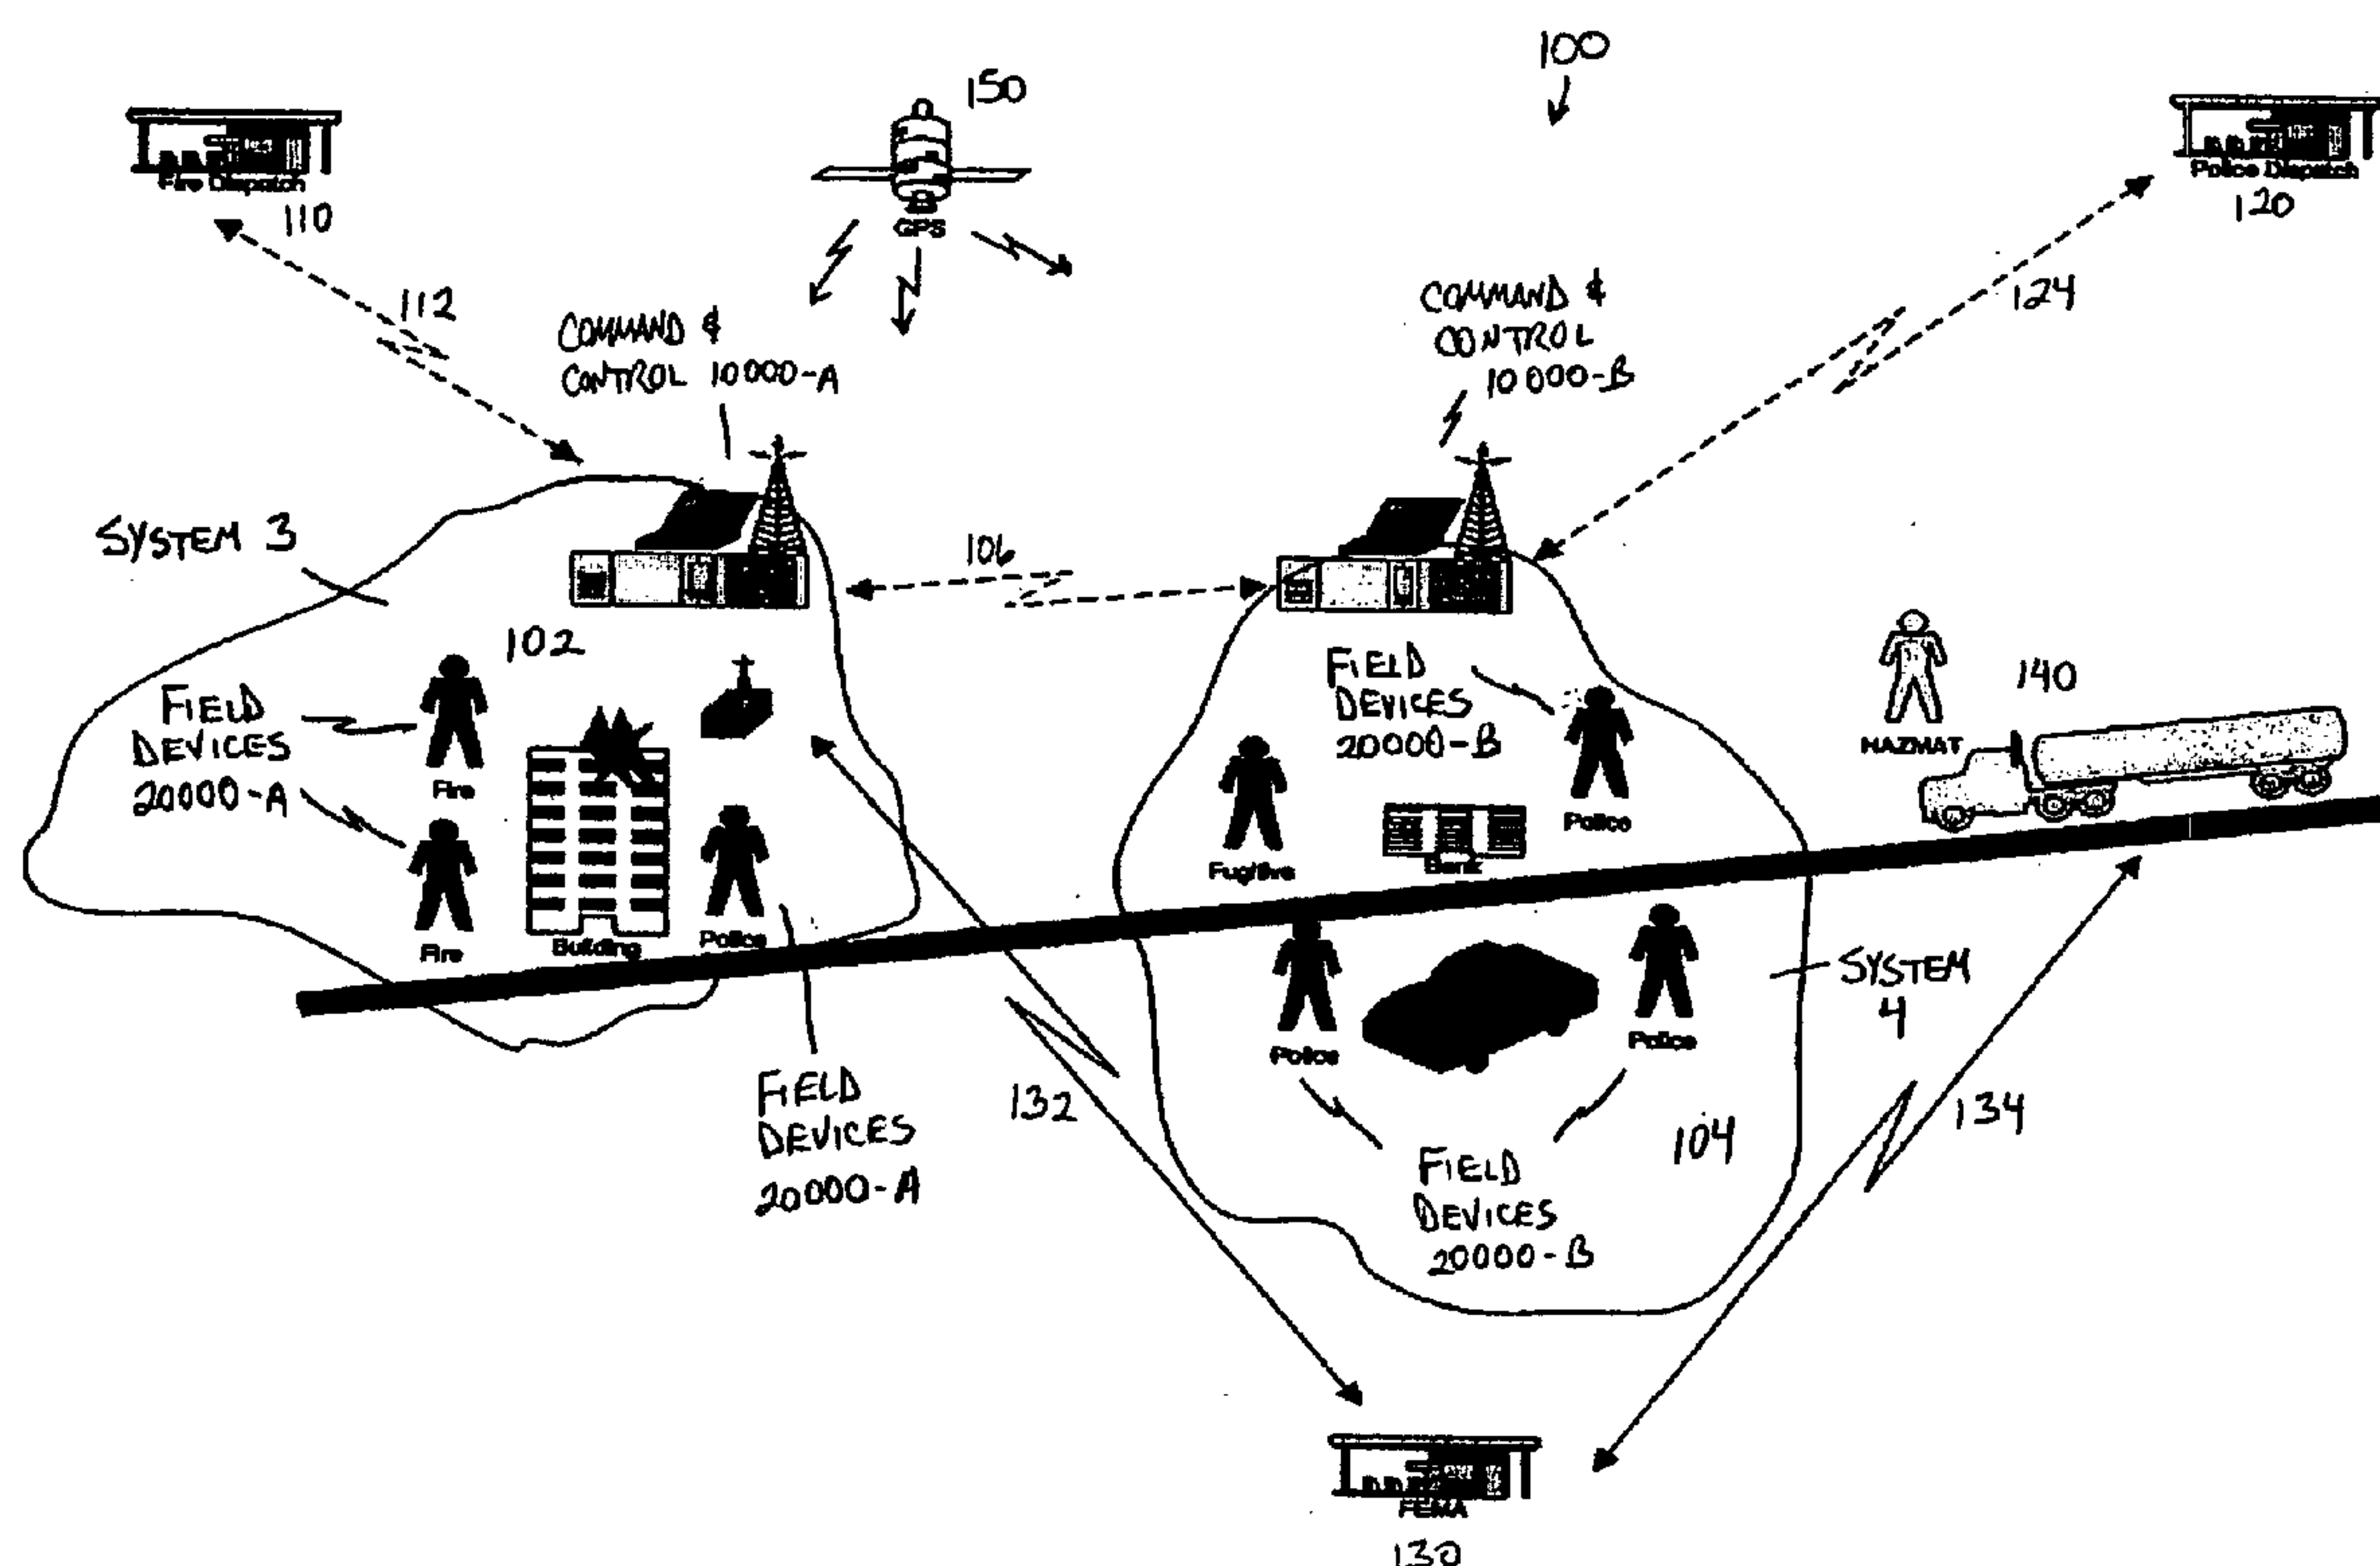 100
150
Fire Dispatch
110
GPS
Police Dispatch
120
112
124
COMMAND &
CONTROL 10000-A
COMMAND &
CONTROL
10000-B
SYSTEM 3
106
102
FIELD
DEVICES
20000-A
Fire
Fire
Building
Police
FIELD
DEVICES
20000-B
Police
Fugitive
Bank
140
HAZMAT
Police
Police
SYSTEM
4
FIELD
DEVICES
20000-A
132
134
104
FIELD
DEVICES
20000-B
FEMA
130